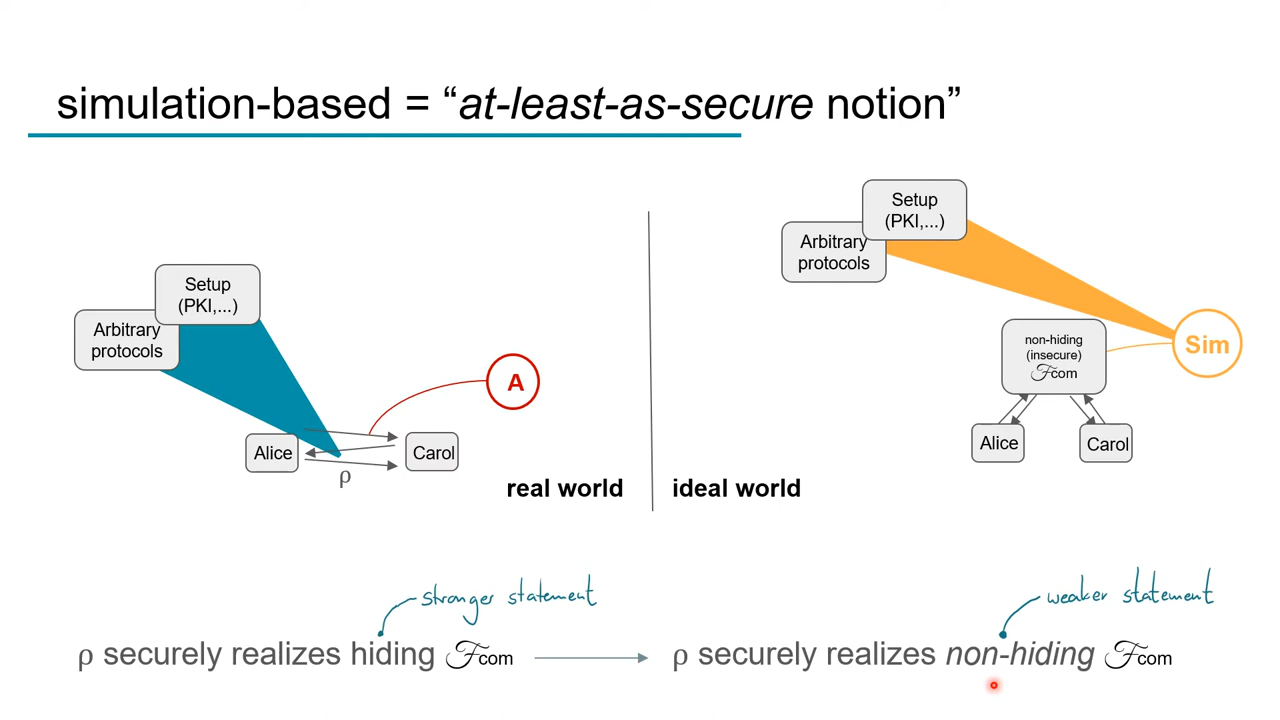 simulation-based = “at-least-as-secure notion”
Setup
(PKI,...)
Arbitrary
protocols
A
Alice
Carol
ρ
real world
Setup
(PKI,...)
Arbitrary
protocols
non-hiding
(insecure)
ℱcom
Sim
Alice
Carol
ideal world
stronger statement
ρ securely realizes hiding ℱcom
weaker statement
ρ securely realizes non-hiding ℱcom